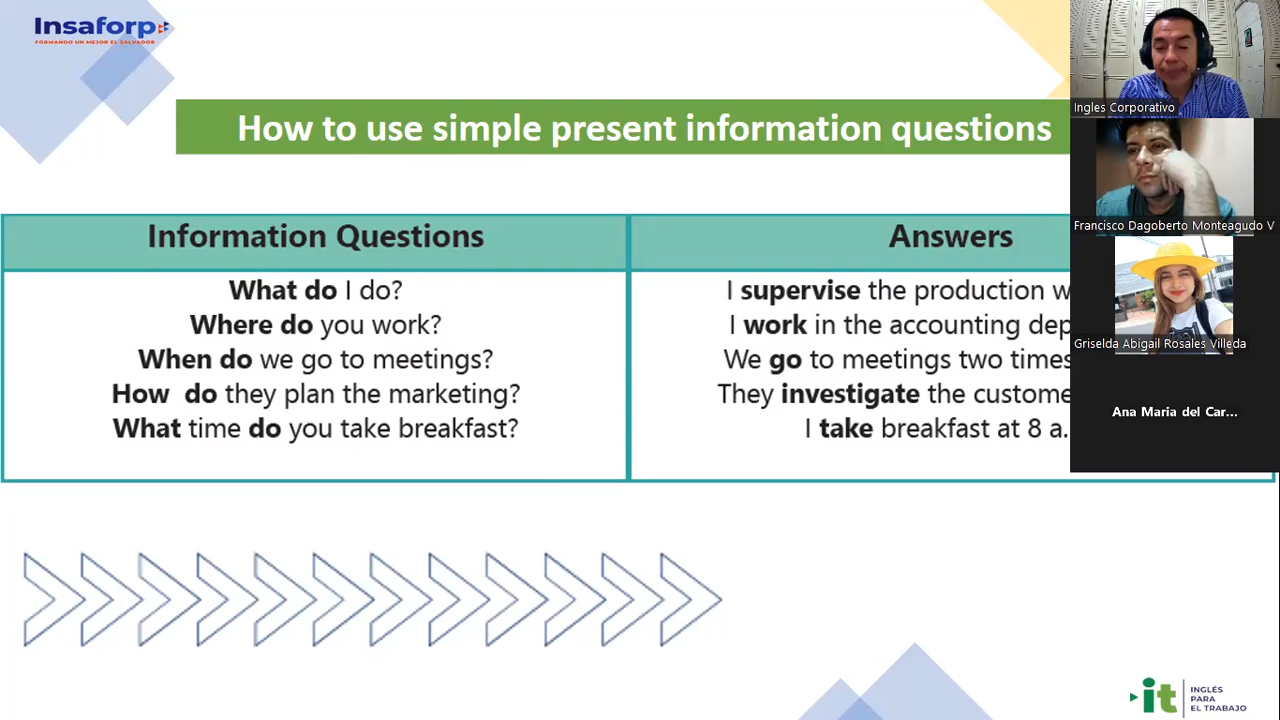 Insaforp
FORMANDO UN MEJOR EL SALVADOR
How to use simple present information questions
Information Questions
Answers
What do I do?
I supervise the production
Where do you work?
I work in the accounting
When do we go to meetings?
We go to meetings two times
How do they plan the marketing?
They investigate the
What time do you take breakfast?
I take breakfast at 8
Ingles Corporativo
Francisco Dagoberto Monteagudo V
Griselda Abigail Rosales Villeda
Ana Maria del Car...
it
INGLÉS
PARA
EL TRABAJO